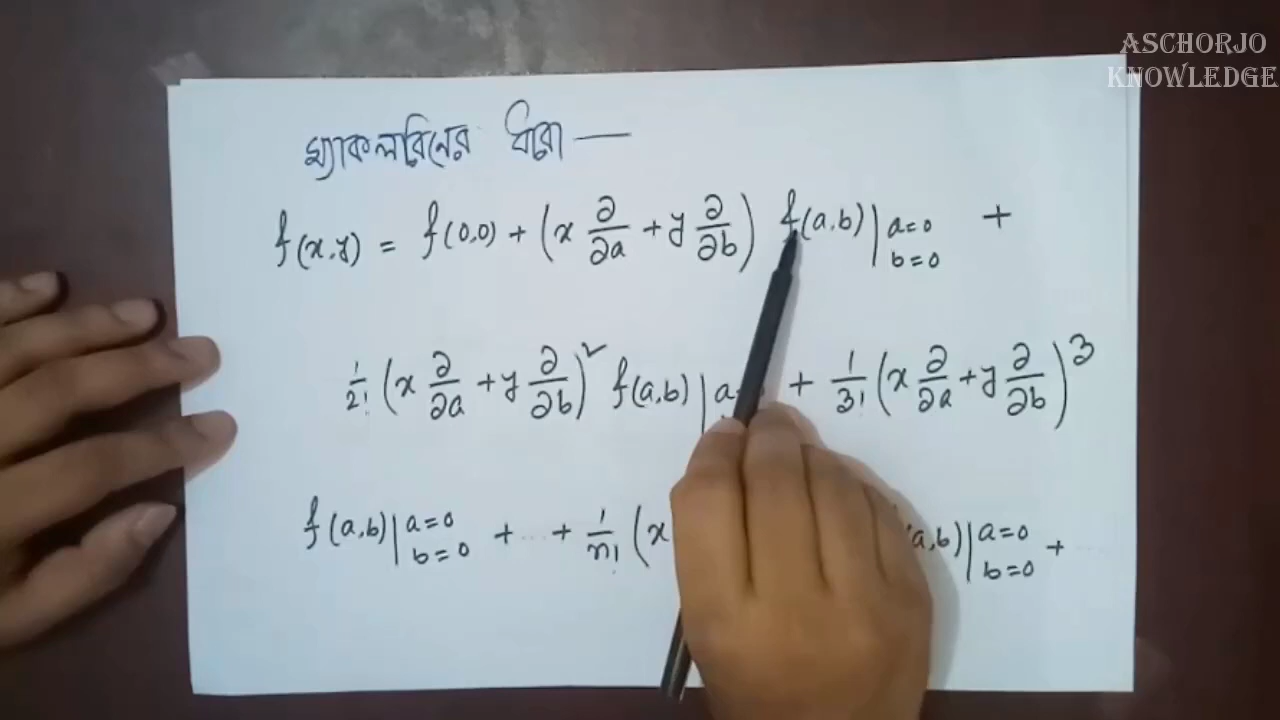 ASCHORJO
KNOWLEDGE
ম্যাকলরিনের ধারা —
f(x,y) = f(0,0) + (x ∂/∂a + y ∂/∂b) f(a,b)|a=0 b=0 +
1/2! (x ∂/∂a + y ∂/∂b)² f(a,b)|a + 1/3! (x ∂/∂a + y ∂/∂b)³
f(a,b)|a=0 b=0 + ... + 1/n! (x a,b)|a=0 b=0 +